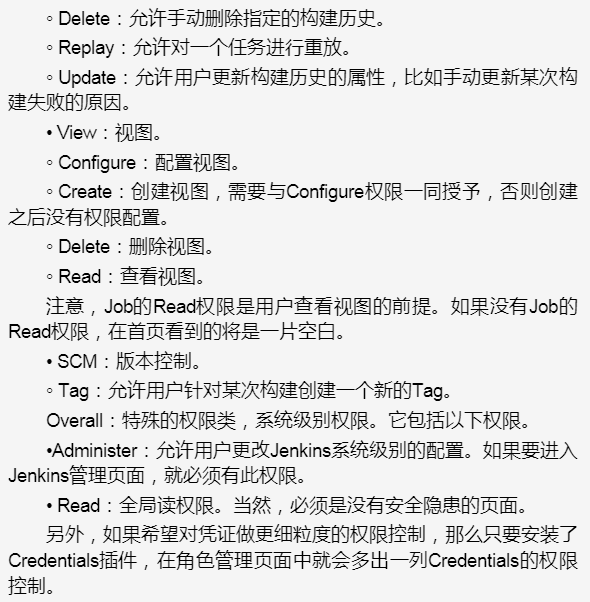 ◦ Delete：允许手动删除指定的构建历史。
◦ Replay：允许对一个任务进行重放。
◦ Update：允许用户更新构建历史的属性，比如手动更新某次构
建失败的原因。
• View：视图。
◦ Configure：配置视图。
◦ Create：创建视图，需要与Configure权限一同授予，否则创建
之后没有权限配置。
◦ Delete：删除视图。
◦ Read：查看视图。
注意，Job的Read权限是用户查看视图的前提。如果没有Job的
Read权限，在首页看到的将是一片空白。
• SCM：版本控制。
◦ Tag：允许用户针对某次构建创建一个新的Tag。
Overall：特殊的权限类，系统级别权限。它包括以下权限。
•Administer：允许用户更改Jenkins系统级别的配置。如果要进入
Jenkins管理页面，就必须有此权限。
• Read：全局读权限。当然，必须是没有安全隐患的页面。
另外，如果希望对凭证做更细粒度的权限控制，那么只要安装了
Credentials插件，在角色管理页面中就会多出一列Credentials的权限
控制。